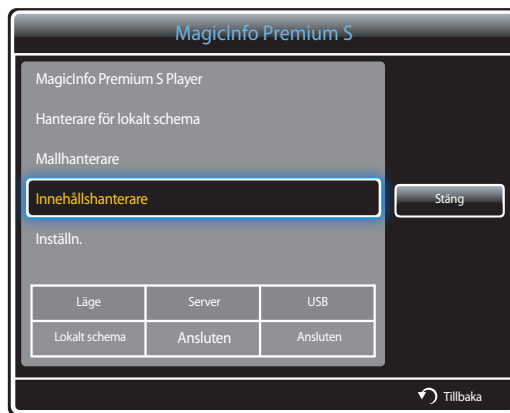 MagicInfo Premium S
MagicInfo Premium S Player
Hanterare för lokalt schema
Mallhanterare
Innehållshanterare
Stäng
Inställn.
Läge Server USB
Lokalt schema Ansluten Ansluten
Tillbaka